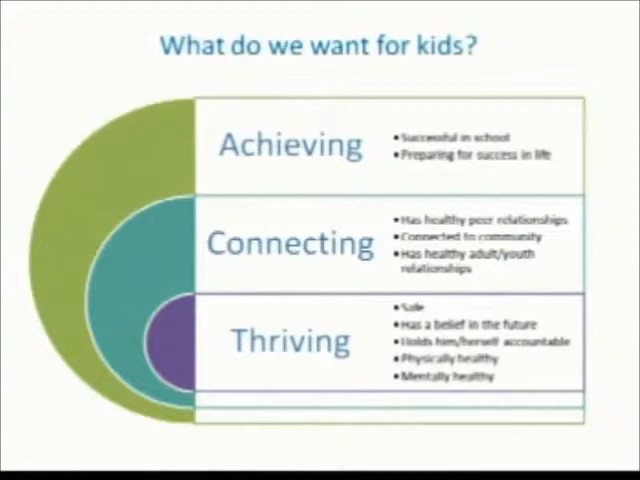 What do we want for kids?
Achieving
• Successful in school
• Preparing for success in life
Connecting
• Has healthy peer relationships
• Connected to community
• Has healthy adult/youth
relationships
Thriving
• Safe
• Has a belief in the future
• Holds him/herself accountable
• Physically healthy
• Mentally healthy